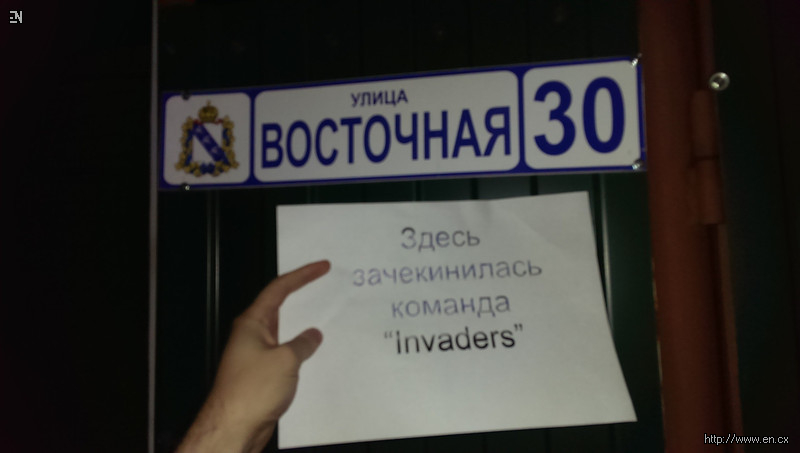 EN
УЛИЦА
ВОСТОЧНАЯ
30
Здесь
зачекинилась
команда
“Invaders”
http://www.en.cx